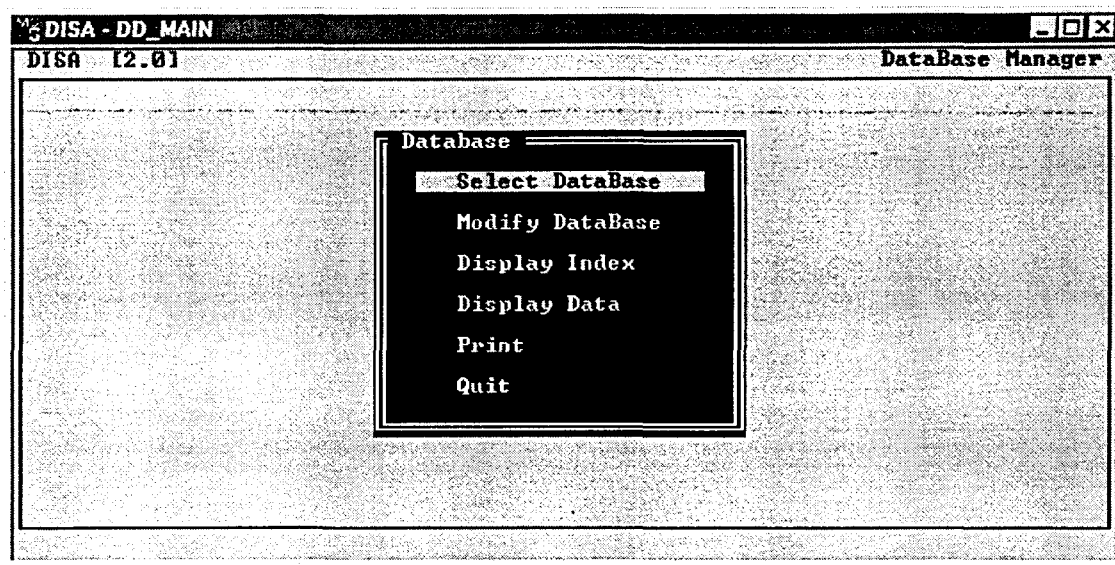 DISA - DD_MAIN
DISA [2.0] DataBase Manager
Database
Select DataBase
Modify DataBase
Display Index
Display Data
Print
Quit